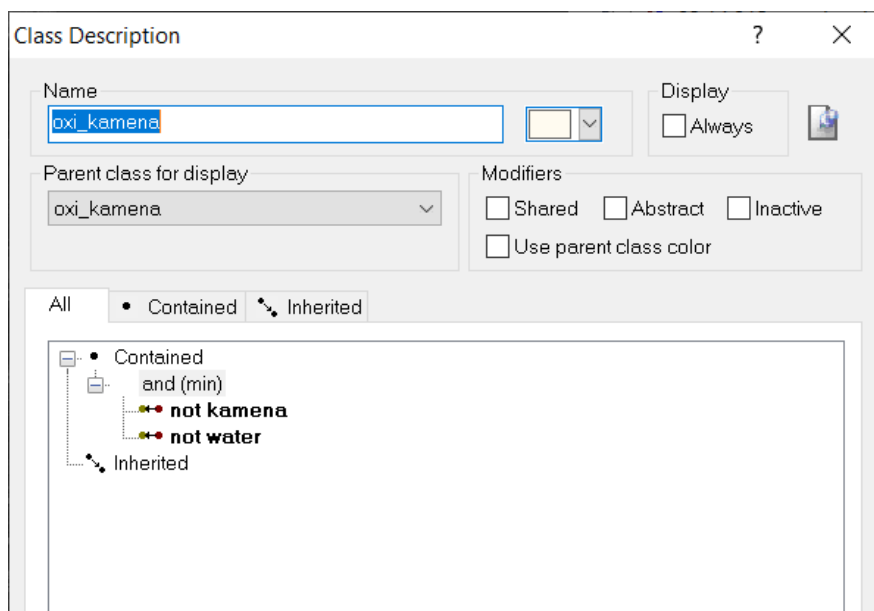 Class Description
?
Name
Display
oxi_kamena
Always
Parent class for display
Modifiers
oxi_kamena
Shared
Abstract
Inactive
Use parent class color
All
Contained
Inherited
Contained
and (min)
not kamena
not water
Inherited